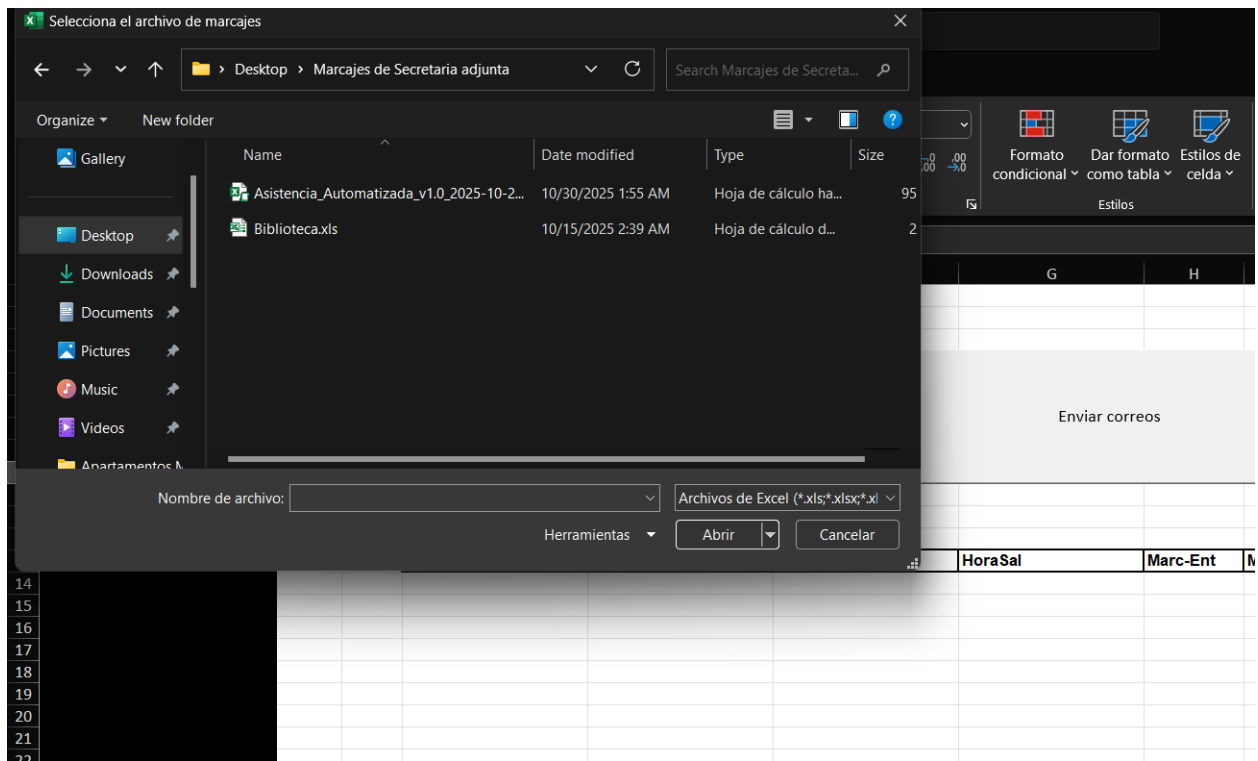 Selecciona el archivo de marcajes
Desktop > Marcajes de Secretaria adjunta
Search Marcajes de Secreta...
Organize
New folder
Gallery
Desktop
Downloads
Documents
Pictures
Music
Videos
Apartamentos
Name
Date modified
Type
Size
Asistencia_Automatizada_v1.0_2025-10-2...
10/30/2025 1:55 AM
Hoja de cálculo ha...
95
Biblioteca.xls
10/15/2025 2:39 AM
Hoja de cálculo d...
2
Nombre de archivo:
Archivos de Excel (*.xls;*.xlsx;*.xl
Herramientas
Abrir
Cancelar
Formato
condicional
Dar formato
como tabla
Estilos de
celda
Estilos
G
H
Enviar correos
HoraSal
Marc-Ent
14
15
16
17
18
19
20
21
22